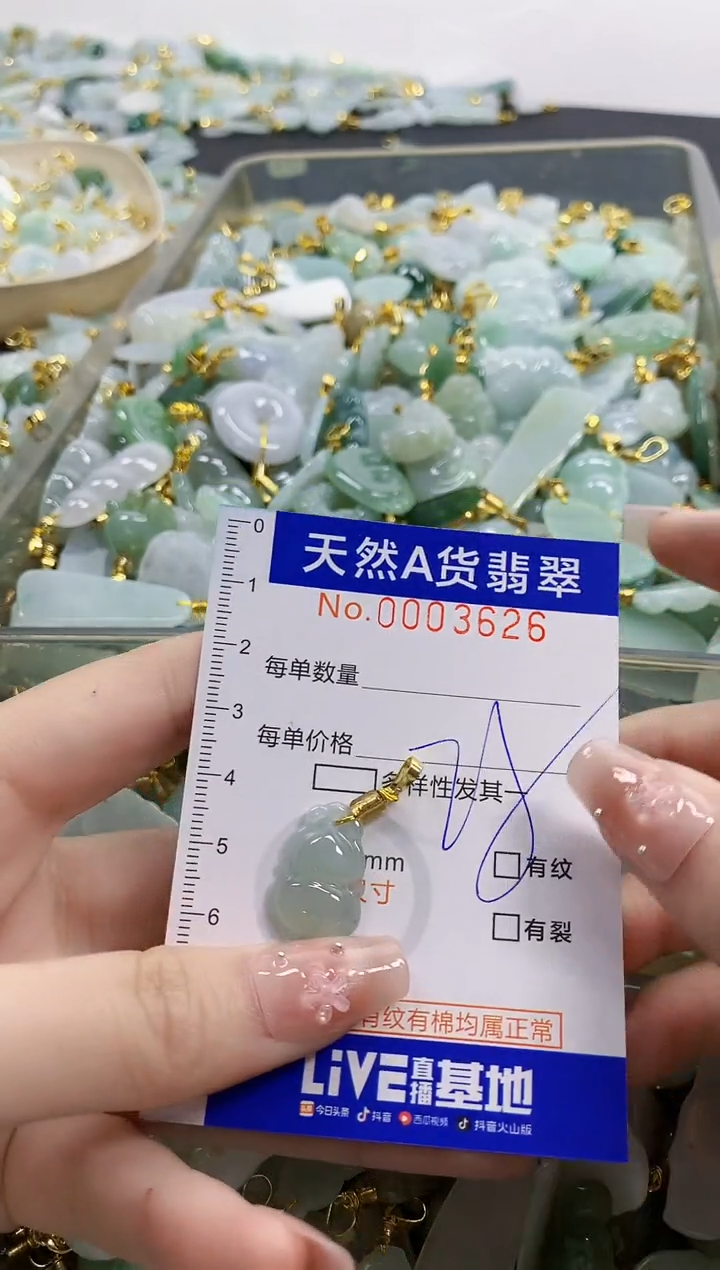 0
天然A货翡翠
1
No.0003626
2
每单数量
3
每单价格
4
多样性发其一
5
mm
有纹
寸
6
有裂
有纹有棉均属正常
LiVE直播基地
今日头条 抖音 西瓜视频 抖音火山版